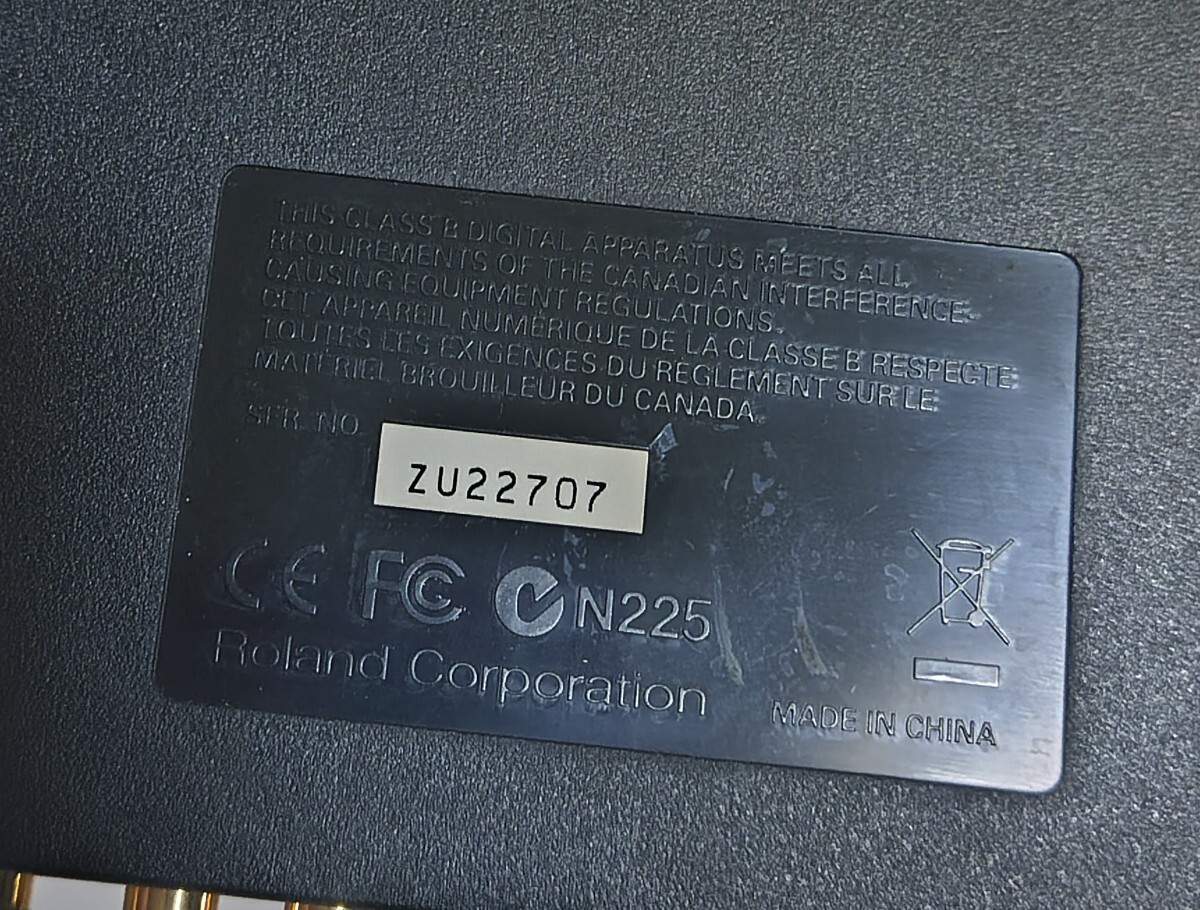 THIS CLASS B DIGITAL APPARATUS MEETS ALL
REQUIREMENTS OF THE CANADIAN INTERFERENCE-
CAUSING EQUIPMENT REGULATIONS.
CET APPAREIL NUMÉRIQUE DE LA CLASSE B RESPECTE
TOUTES LES EXIGENCES DU RÈGLEMENT SUR LE
MATÉRIEL BROUILLEUR DU CANADA.
SER. NO.
ZU22707
CE FC N225
Roland Corporation
MADE IN CHINA